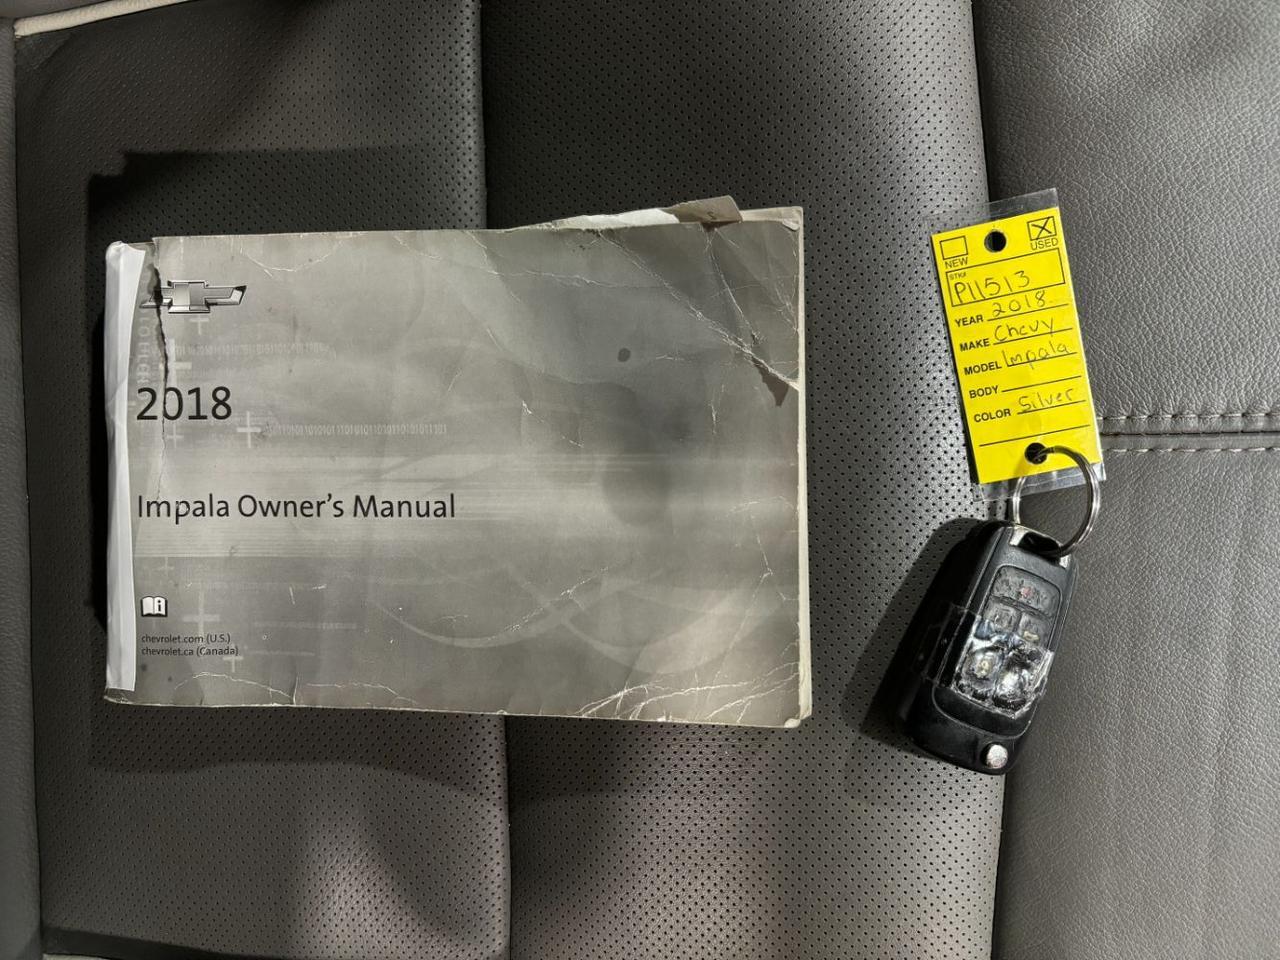 2018
Impala Owner's Manual
chevrolet.com (U.S.)
chevrolet.ca (Canada)
NEW
USED
STK#
P11513
YEAR 2018
MAKE Chevy
MODEL Impala
BODY
COLOR Silver